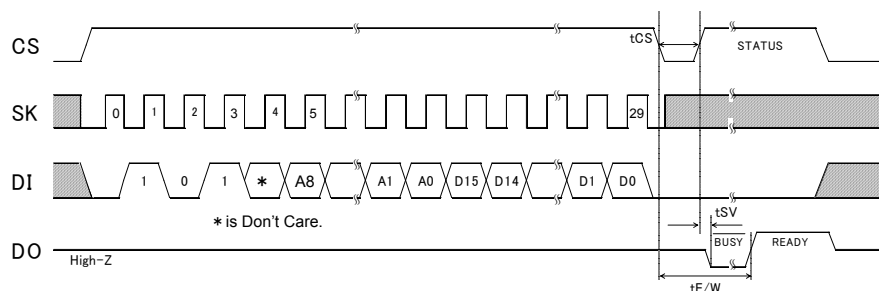 CS
tCS
STATUS
SK
0 1 2 3 4 5 29
DI
1 0 1 * A8 A1 A0 D15 D14 D1 D0
* is Don't Care.
tSV
DO
High-Z
BUSY
READY
tE/W